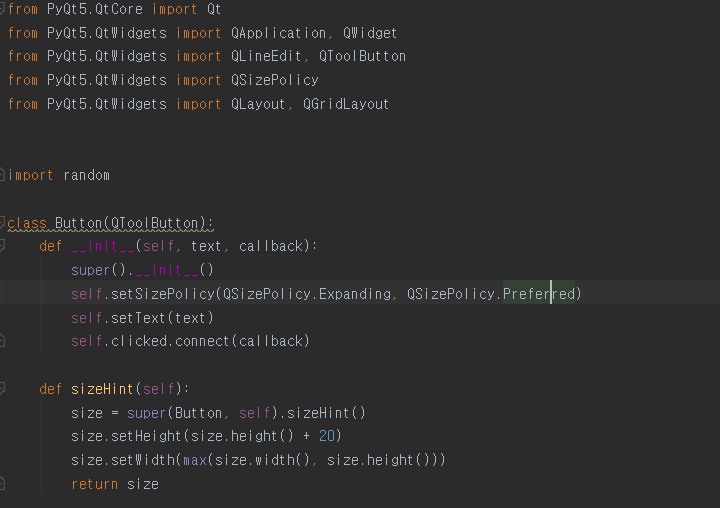 from PyQt5.QtCore import Qt
from PyQt5.QtWidgets import QApplication, QWidget
from PyQt5.QtWidgets import QLineEdit, QToolButton
from PyQt5.QtWidgets import QSizePolicy
from PyQt5.QtWidgets import QLayout, QGridLayout
import random
class Button(QToolButton):
    def __init__(self, text, callback):
        super().__init__()
        self.setSizePolicy(QSizePolicy.Expanding, QSizePolicy.Preferred)
        self.setText(text)
        self.clicked.connect(callback)
    def sizeHint(self):
        size = super(Button, self).sizeHint()
        size.setHeight(size.height() + 20)
        size.setWidth(max(size.width(), size.height()))
        return size